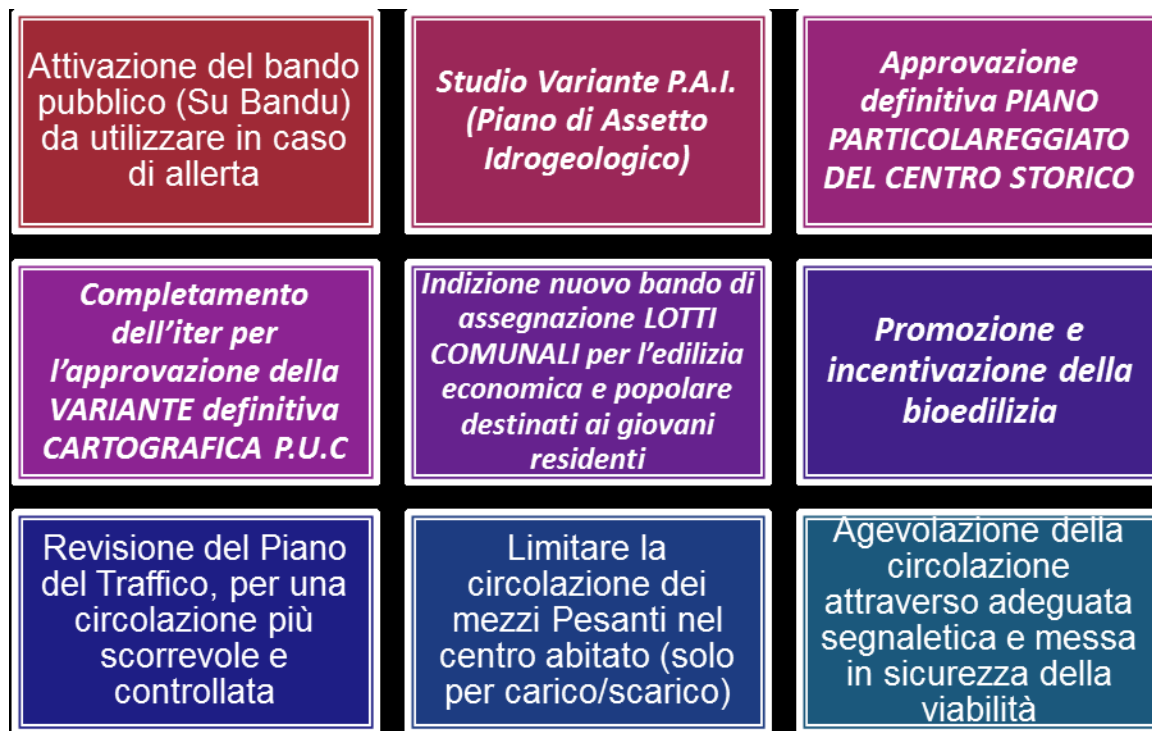 Attivazione del bando
pubblico (Su Bandu)
da utilizzare in caso
di allerta
Studio Variante P.A.I.
(Piano di Assetto
Idrogeologico)
Approvazione
definitiva PIANO
PARTICOLAREGGIATO
DEL CENTRO STORICO
Completamento
dell’iter per
l’approvazione della
VARIANTE definitiva
CARTOGRAFICA P.U.C
Indizione nuovo bando di
assegnazione LOTTI
COMUNALI per l’edilizia
economica e popolare
destinati ai giovani
residenti
Promozione e
incentivazione della
bioedilizia
Revisione del Piano
del Traffico, per una
circolazione più
scorrevole e
controllata
Limitare la
circolazione dei
mezzi Pesanti nel
centro abitato (solo
per carico/scarico)
Agevolazione della
circolazione
attraverso adeguata
segnaletica e messa
in sicurezza della
viabilità